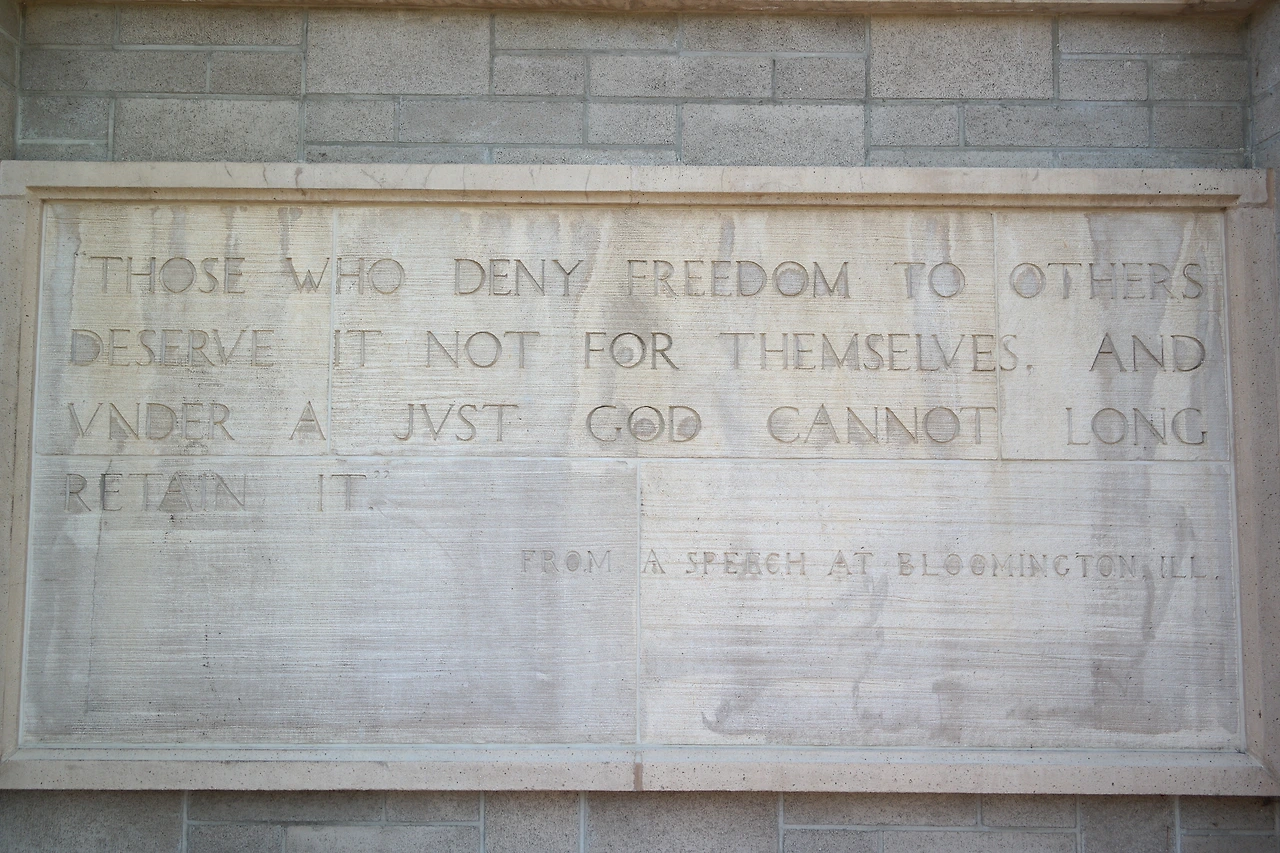 "THOSE WHO DENY FREEDOM TO OTHERS
DESERVE IT NOT FOR THEMSELVES, AND
VNDER A JVST GOD CANNOT LONG
RETAIN IT."
FROM A SPEECH AT BLOOMINGTON, ILL.